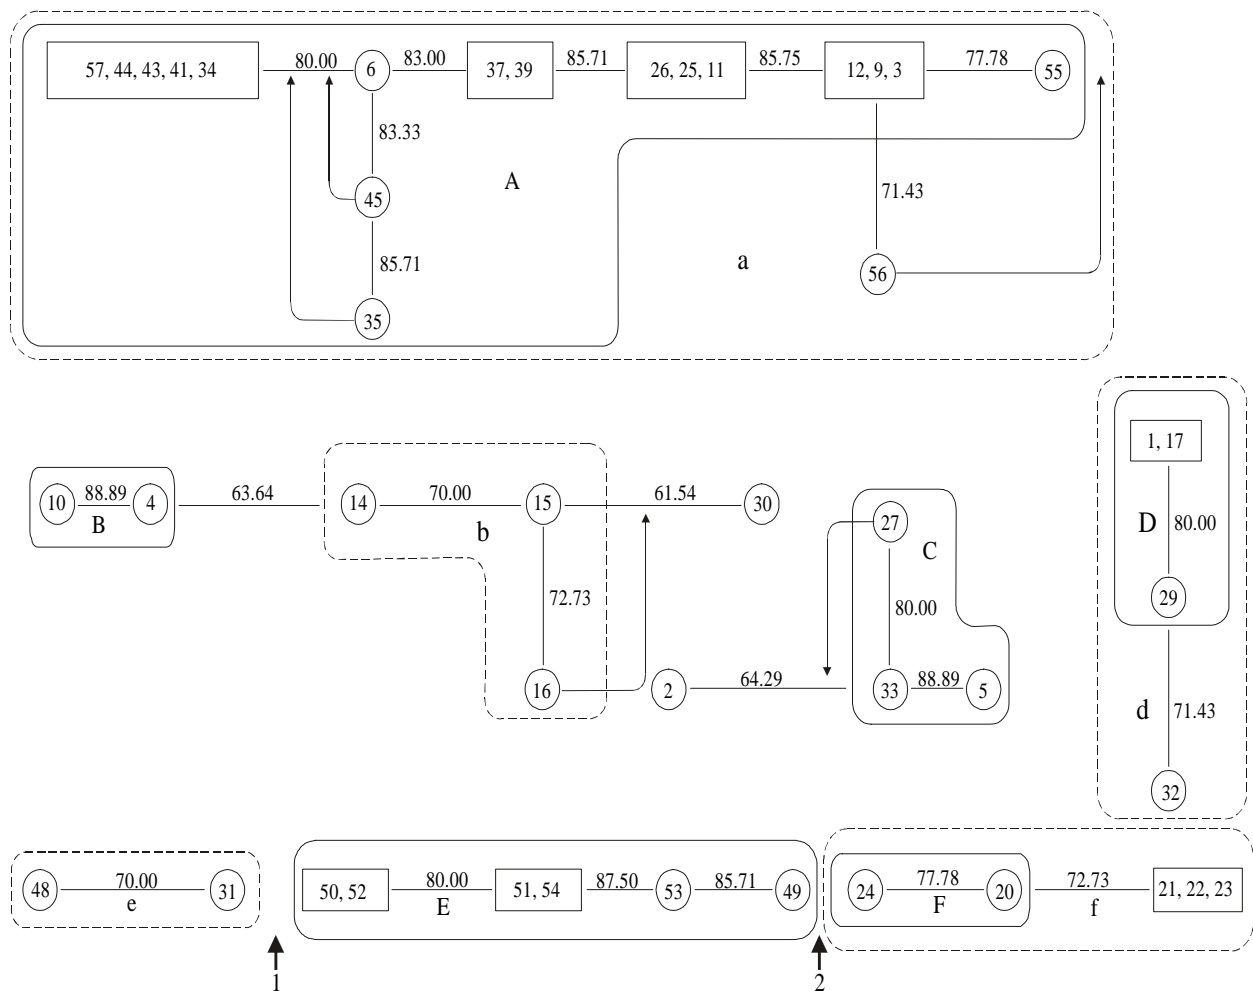 57, 44, 43, 41, 34 80.00 6 83.00 37, 39 85.71 26, 25, 11 85.75 12, 9, 3 77.78 55
83.33
A
71.43
45
85.71
a
56
35
1, 17
10 88.89 4 63.64 14 70.00 15 61.54 30
B
b
27
C
D 80.00
72.73
80.00
29
16
2 64.29 33 88.89 5
d 71.43
32
48 70.00 31 50, 52 80.00 51, 54 87.50 53 85.71 49 24 77.78 20 72.73 21, 22, 23
e E F f
1 2